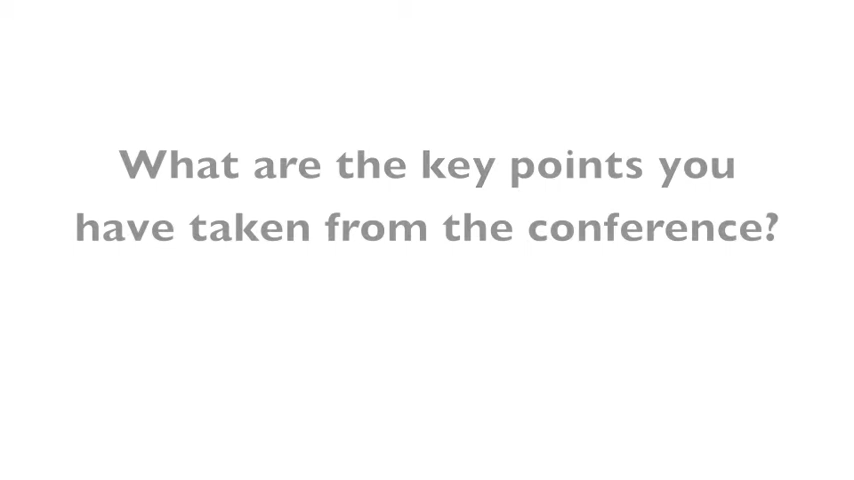 What are the key points you
have taken from the conference?